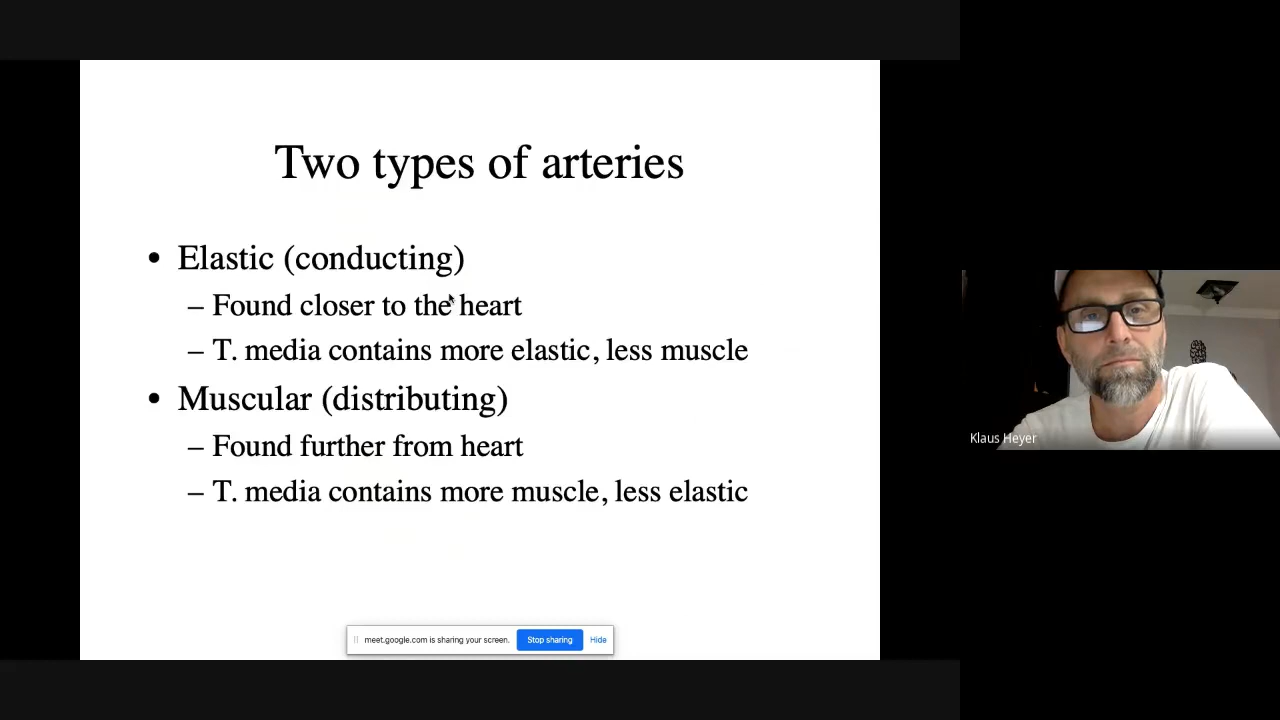 Two types of arteries
• Elastic (conducting)
– Found closer to the heart
– T. media contains more elastic, less muscle
• Muscular (distributing)
– Found further from heart
– T. media contains more muscle, less elastic
meet.google.com is sharing your screen. Stop sharing Hide
Klaus Heyer